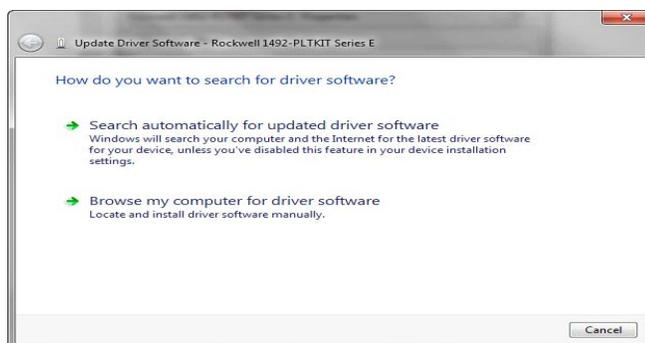 Update Driver Software - Rockwell 1492-PLTKIT Series E
How do you want to search for driver software?
Search automatically for updated driver software
Windows will search your computer and the Internet for the latest driver software
for your device, unless you've disabled this feature in your device installation
settings.
Browse my computer for driver software
Locate and install driver software manually.
Cancel